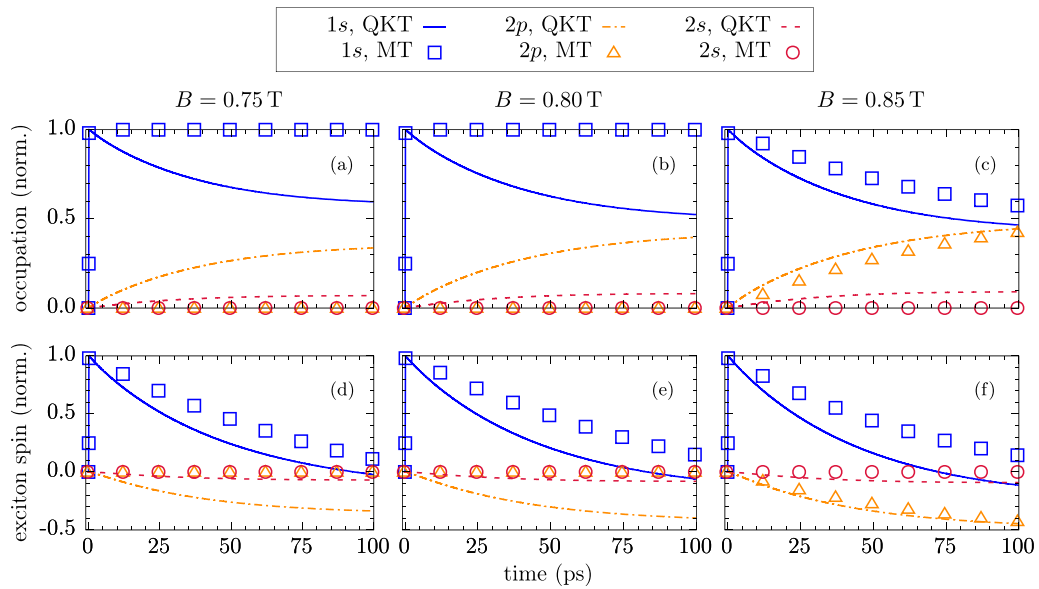 1s, QKT 2p, QKT 2s, QKT
1s, MT 2p, MT 2s, MT
B = 0.75 T B = 0.80 T B = 0.85 T
occupation (norm.)
1.0
0.5
0.0
(a) (b) (c)
exciton spin (norm.)
1.0
0.5
0.0
-0.5
(d) (e) (f)
0 25 50 75 100 0 25 50 75 100 0 25 50 75 100
time (ps)